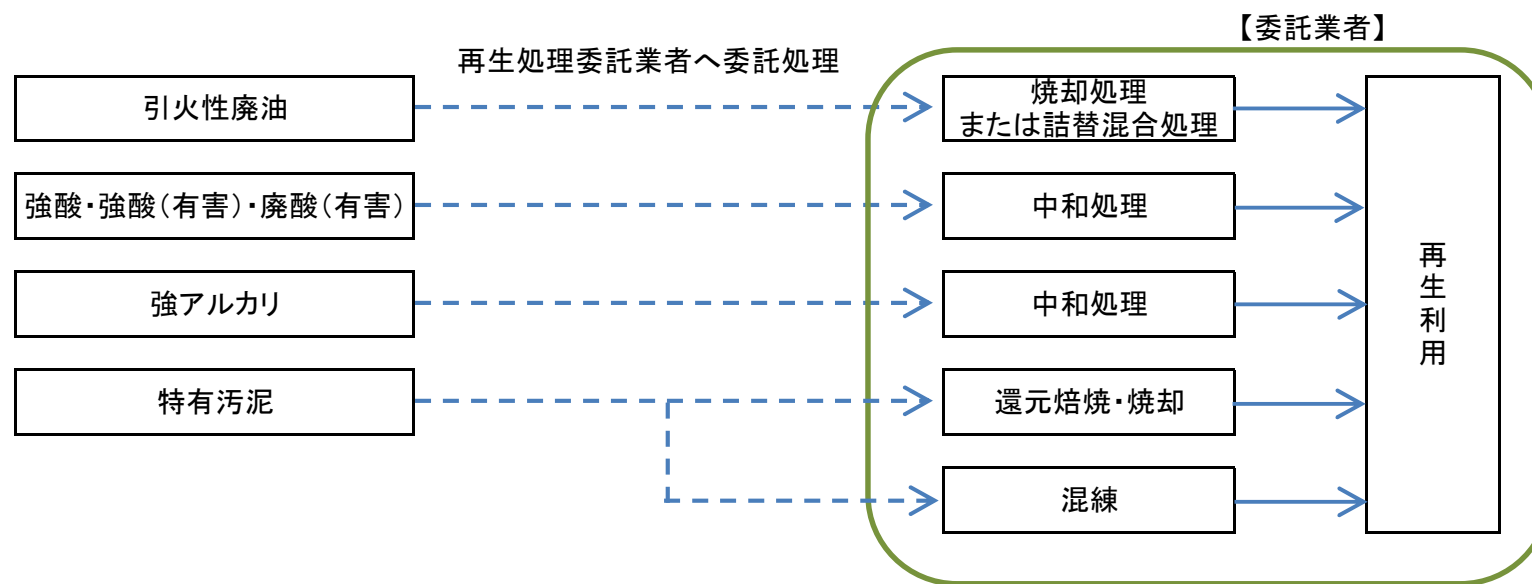 【委託業者】
再生処理委託業者へ委託処理
引火性廃油
焼却処理
または詰替混合処理
強酸・強酸(有害)・廃酸(有害)
中和処理
強アルカリ
中和処理
特有汚泥
還元焙焼・焼却
混練
再生利用